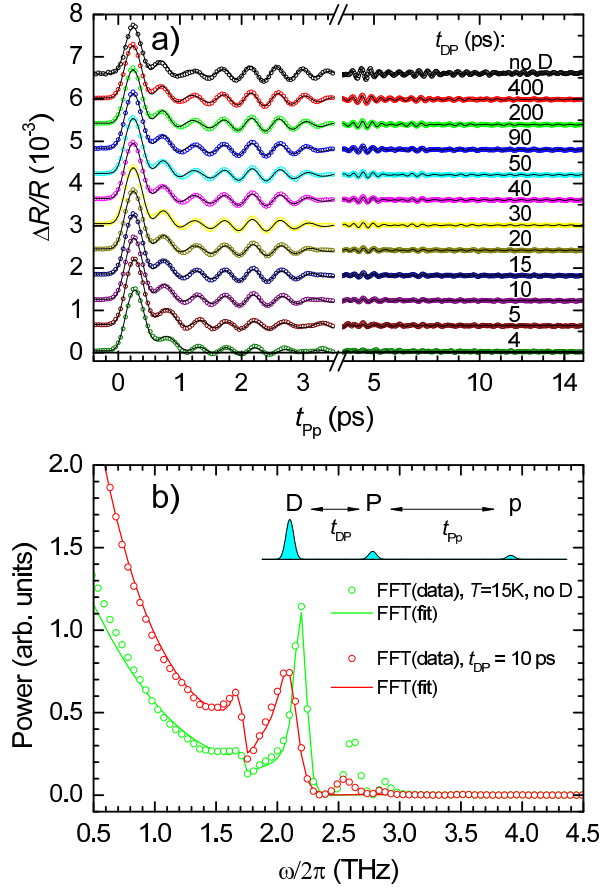 a)
t_DP (ps):
no D
400
200
90
50
40
30
20
15
10
5
4
8
7
6
5
4
3
2
1
0
ΔR/R (10⁻³)
0 1 2 3 5 10 14
t_Pp (ps)
b)
D P p
t_DP t_Pp
FFT(data), T=15K, no D
FFT(fit)
FFT(data), t_DP = 10 ps
FFT(fit)
2.0
1.5
1.0
0.5
0.0
Power (arb. units)
0.5 1.0 1.5 2.0 2.5 3.0 3.5 4.0 4.5
ω/2π (THz)